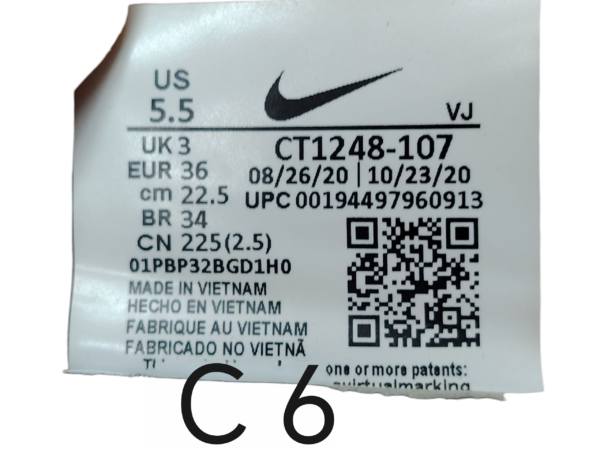 US
5.5
VJ
UK 3
CT1248-107
EUR 36
08/26/20 | 10/23/20
cm 22.5
UPC 00194497960913
BR 34
CN 225(2.5)
01PBP32BGD1H0
MADE IN VIETNAM
HECHO EN VIETNAM
FABRIQUE AU VIETNAM
FABRICADO NO VIETNÃ
one or more patents:
C 6